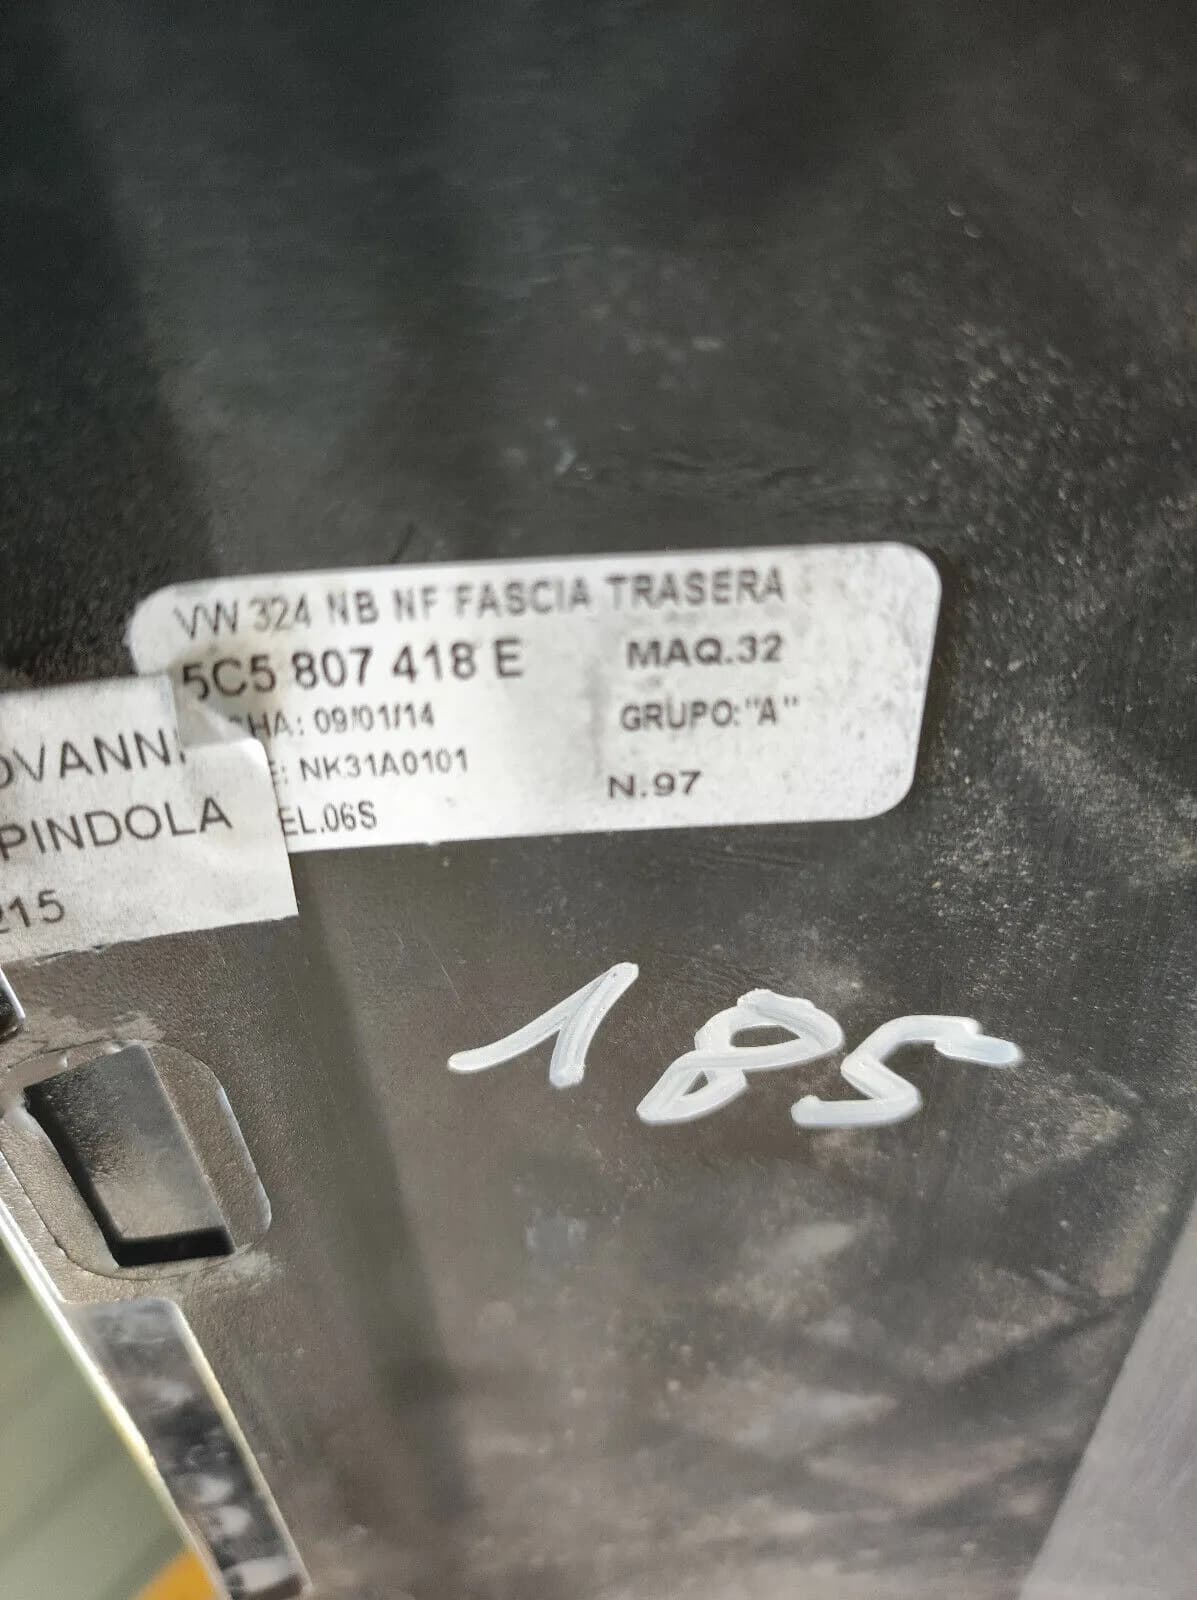 VW 324 NB NF FASCIA TRASERA
5C5 807 418 E MAQ.32
HA: 09/01/14 GRUPO:"A"
E: NK31A0101
N.97
EL.06S
OVANNI
PINDOLA
215
185